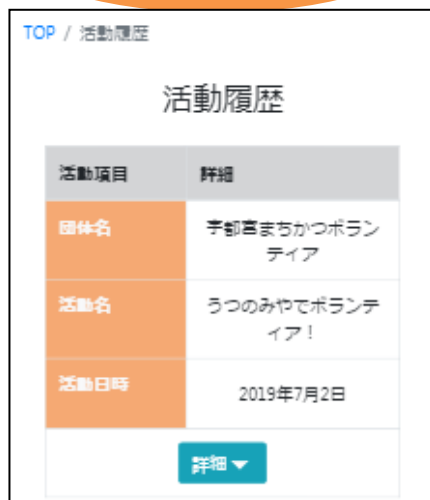 TOP / 活動履歴
活動履歴
活動項目 詳細
団体名 宇都宮まちかつボラン
ティア
活動名 うつのみやでボランテ
ィア！
活動日時 2019年7月2日
詳細